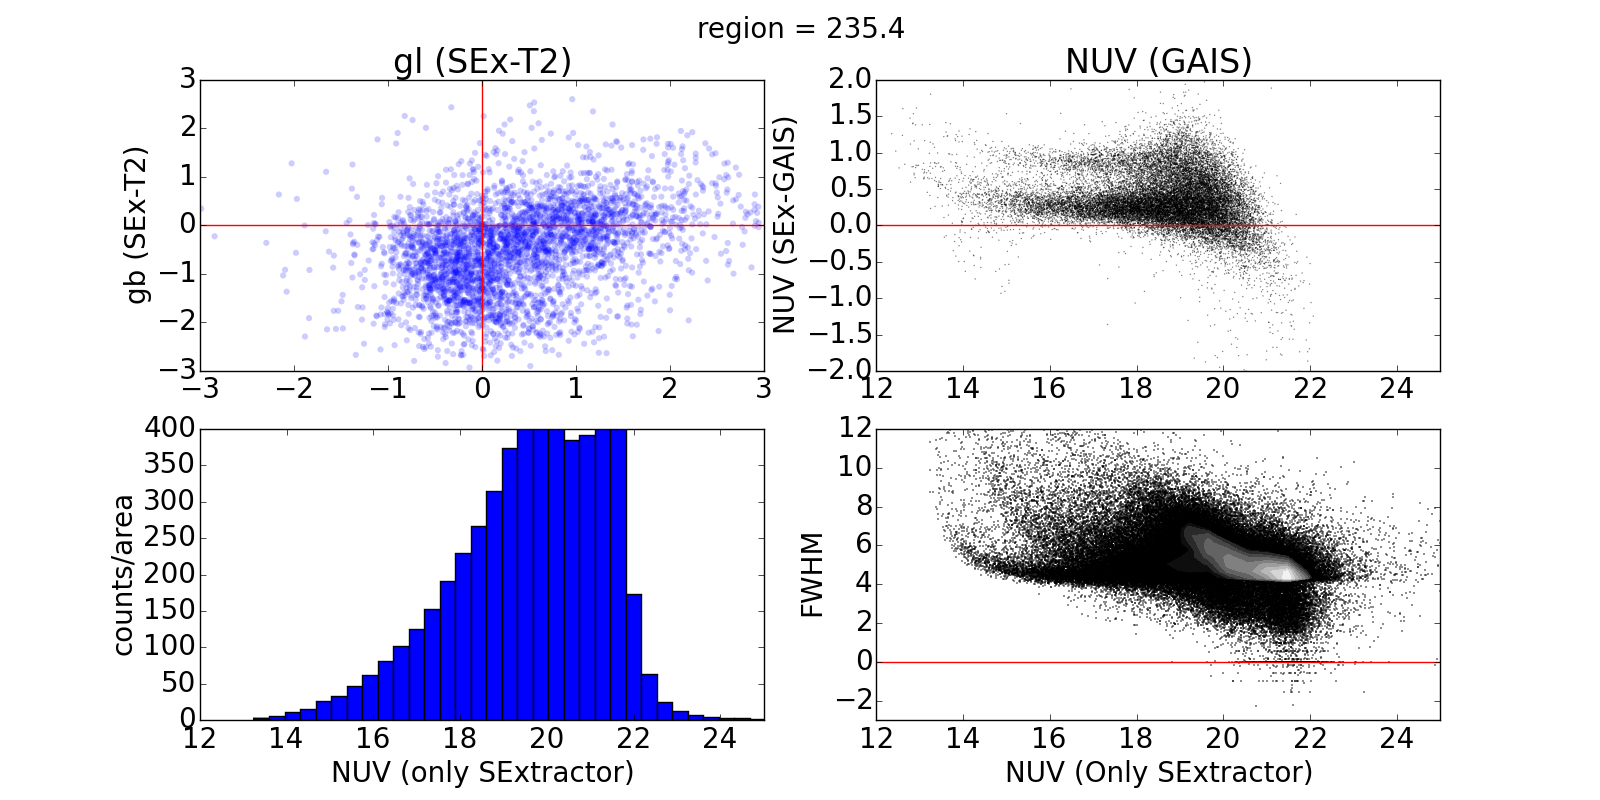 region = 235.4
gl (SEx-T2)
NUV (GAIS)
gb (SEx-T2)
3
2
1
0
−1
−2
−3
−3 −2 −1 0 1 2 3
NUV (SEx-GAIS)
2.0
1.5
1.0
0.5
0.0
−0.5
−1.0
−1.5
−2.0
12 14 16 18 20 22 24
counts/area
400
350
300
250
200
150
100
50
0
12 14 16 18 20 22 24
NUV (only SExtractor)
FWHM
12
10
8
6
4
2
0
−2
12 14 16 18 20 22 24
NUV (Only SExtractor)